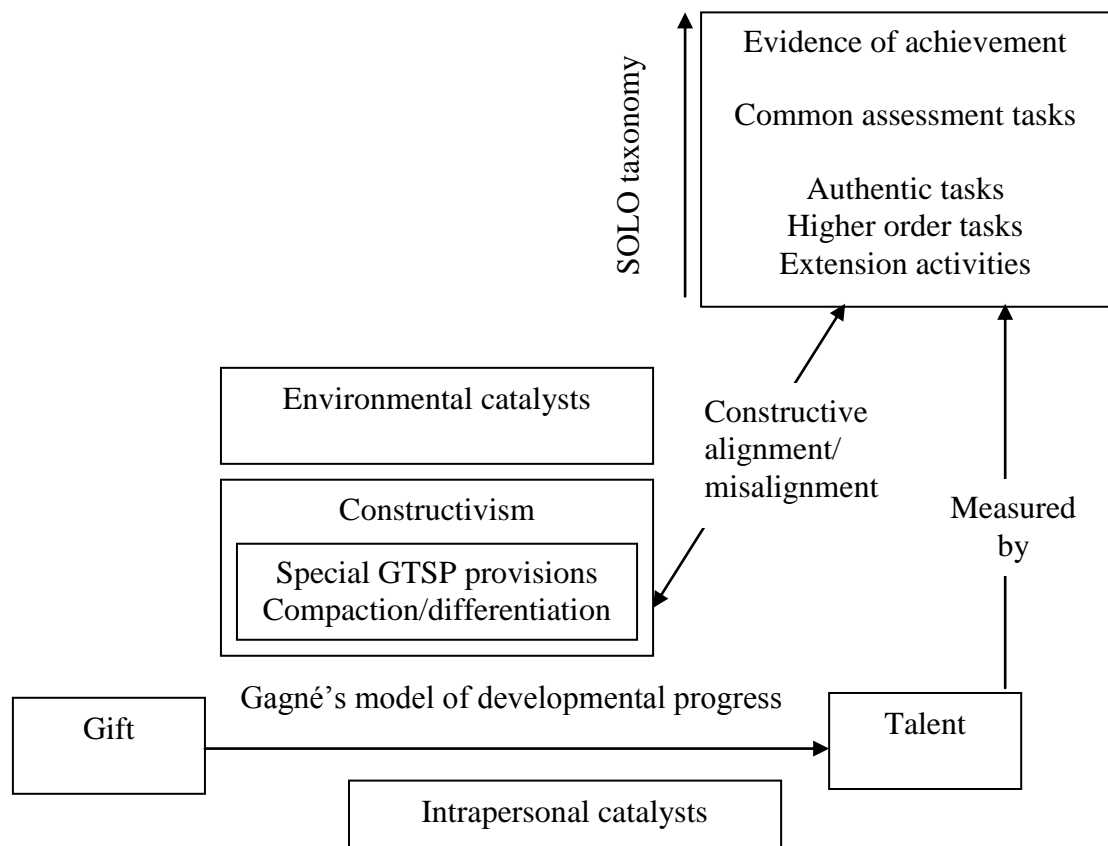 Evidence of achievement
Common assessment tasks
Authentic tasks
Higher order tasks
Extension activities
SOLO taxonomy
Environmental catalysts
Constructive
alignment/
misalignment
Constructivism
Special GTSP provisions
Compaction/differentiation
Measured
by
Gagné’s model of developmental progress
Gift
Talent
Intrapersonal catalysts